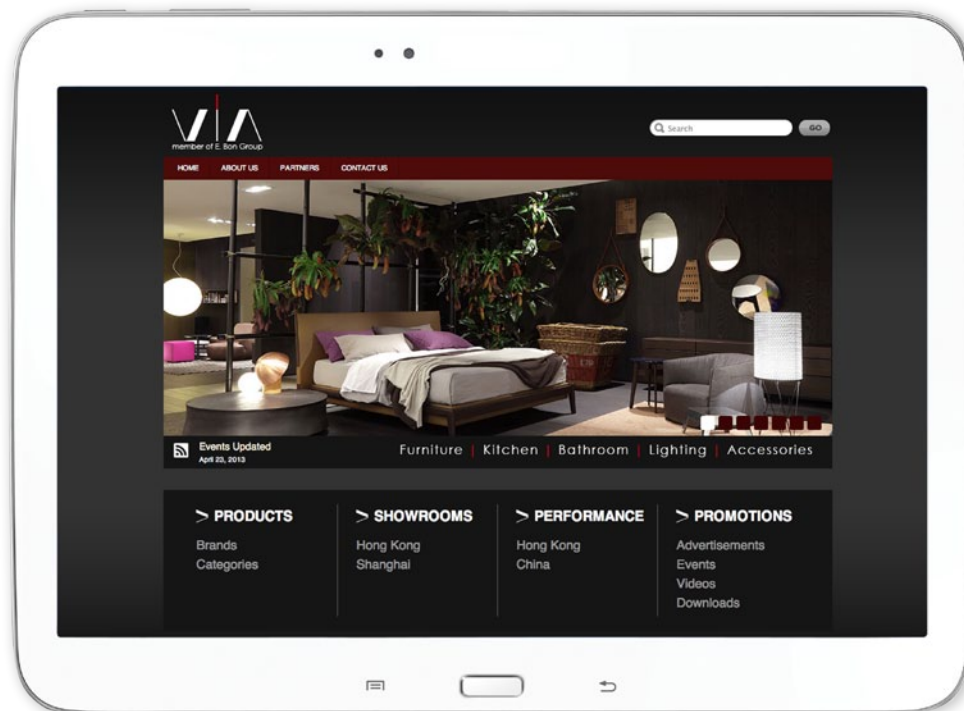 VIA
member of E. Bon Group
Search
GO
HOME ABOUT US PARTNERS CONTACT US
Events Updated
April 23, 2013
Furniture | Kitchen | Bathroom | Lighting | Accessories
> PRODUCTS
Brands
Categories
> SHOWROOMS
Hong Kong
Shanghai
> PERFORMANCE
Hong Kong
China
> PROMOTIONS
Advertisements
Events
Videos
Downloads